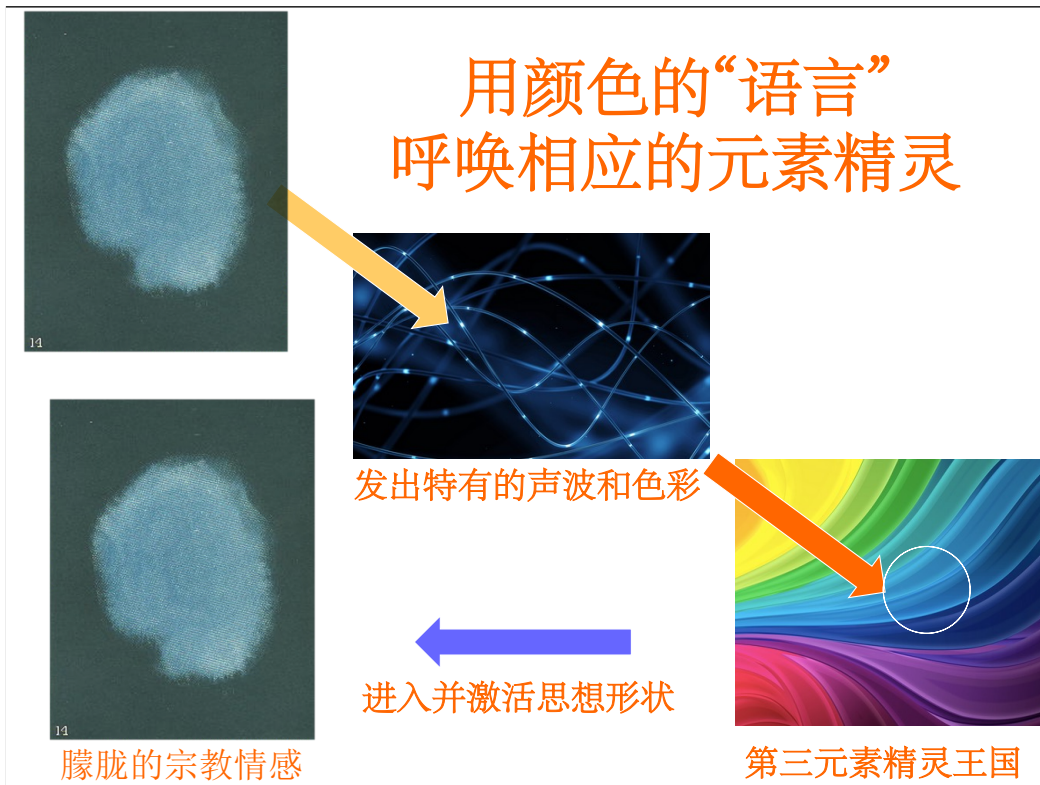 用颜色的“语言”
呼唤相应的元素精灵
14
发出特有的声波和色彩
进入并激活思想形状
14
朦胧的宗教情感
第三元素精灵王国